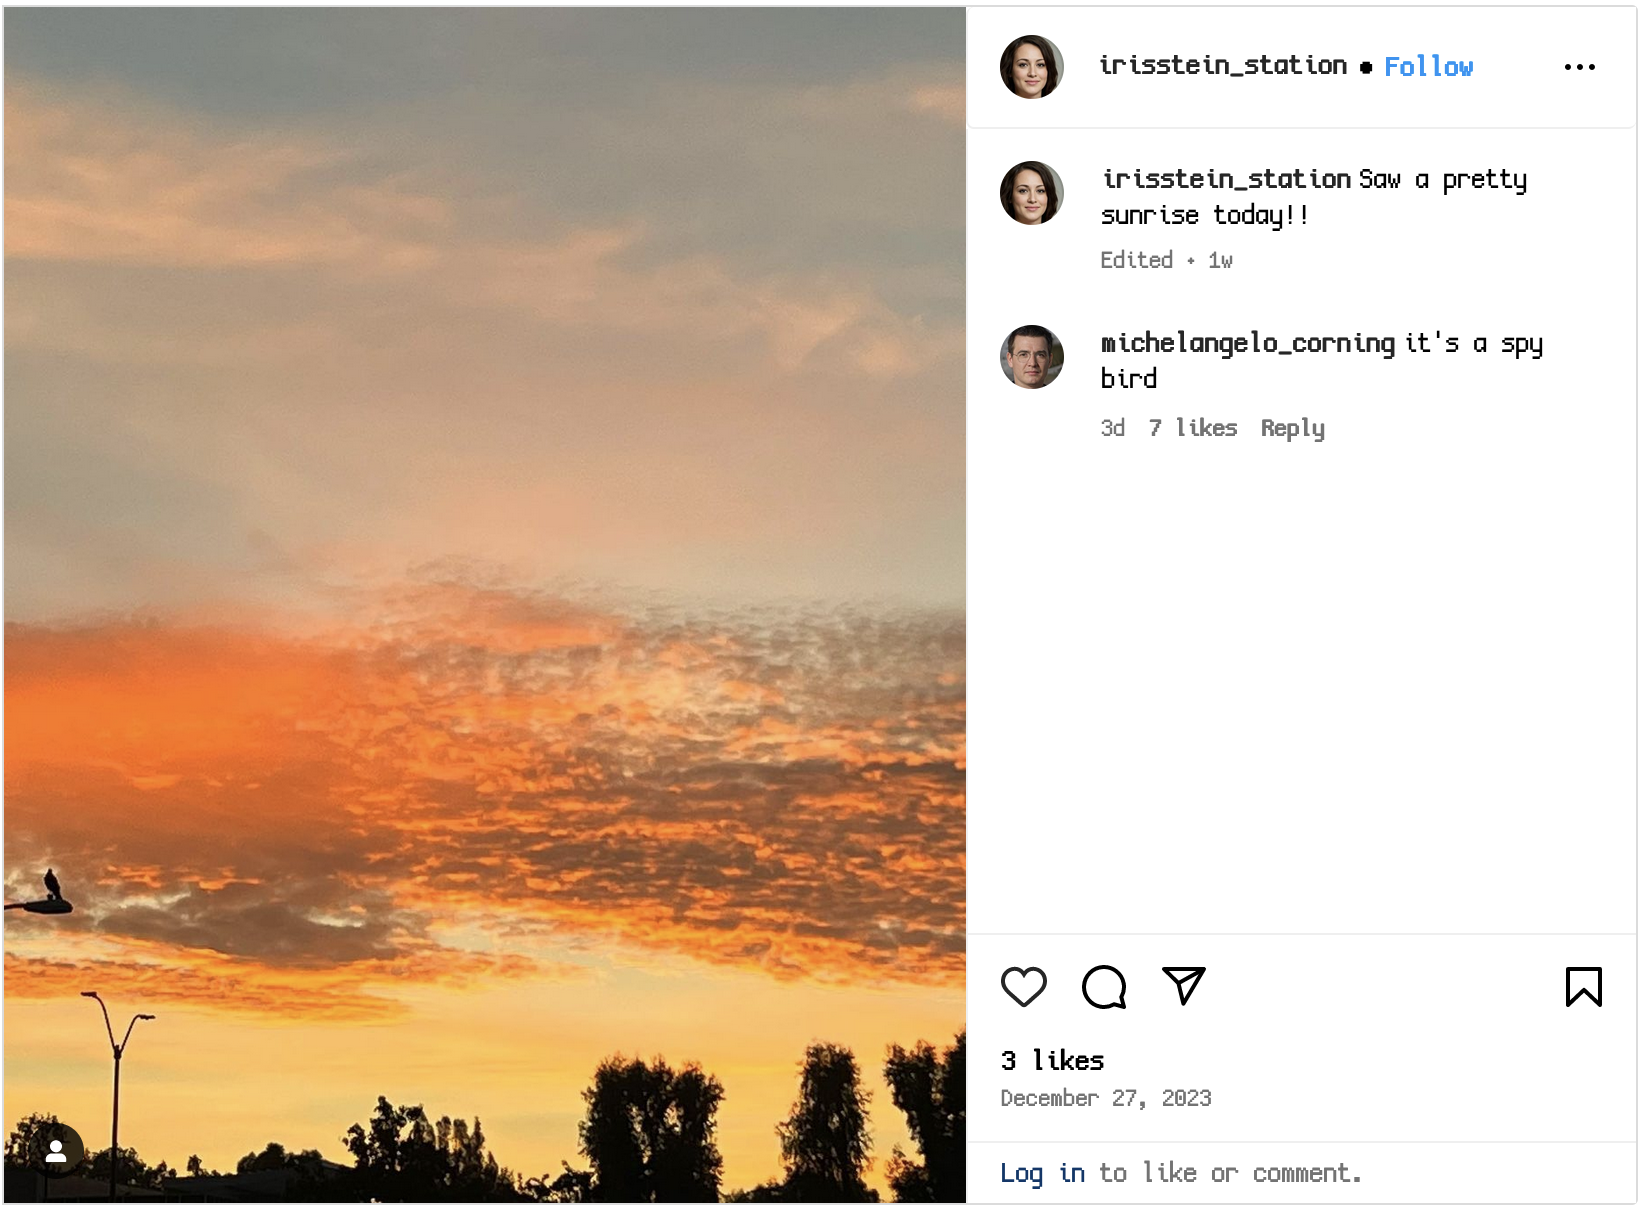 irisstein_station • Follow
irisstein_station Saw a pretty
sunrise today!!
Edited • 1w
michelangelo_corning it's a spy
bird
3d 7 likes Reply
3 likes
December 27, 2023
Log in to like or comment.